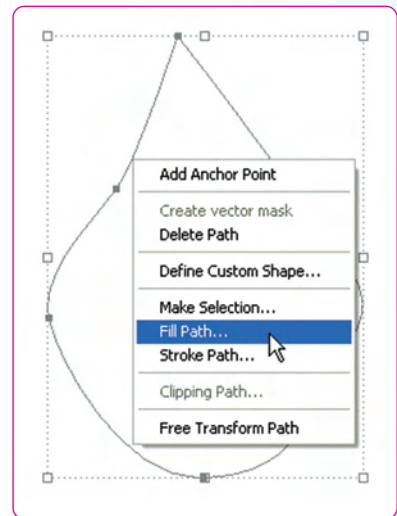 Add Anchor Point
Create vector mask
Delete Path
Define Custom Shape...
Make Selection...
Fill Path...
Stroke Path...
Clipping Path...
Free Transform Path